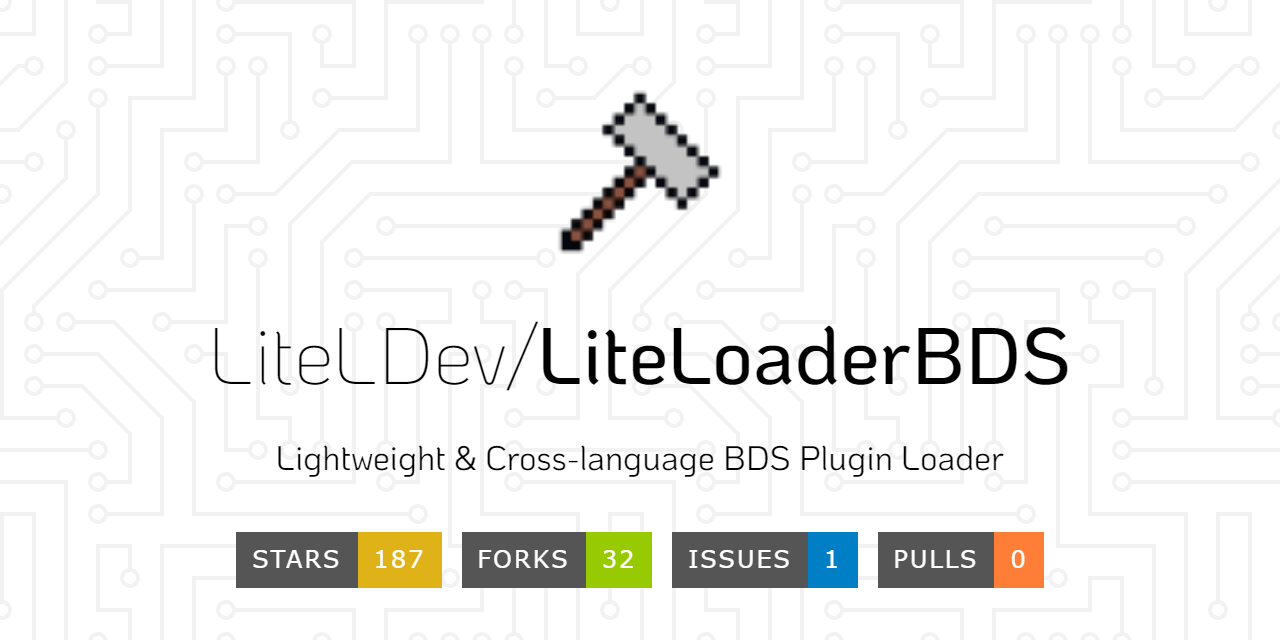 LiteLDev/LiteLoaderBDS
Lightweight & Cross-language BDS Plugin Loader
STARS 187 FORKS 32 ISSUES 1 PULLS 0